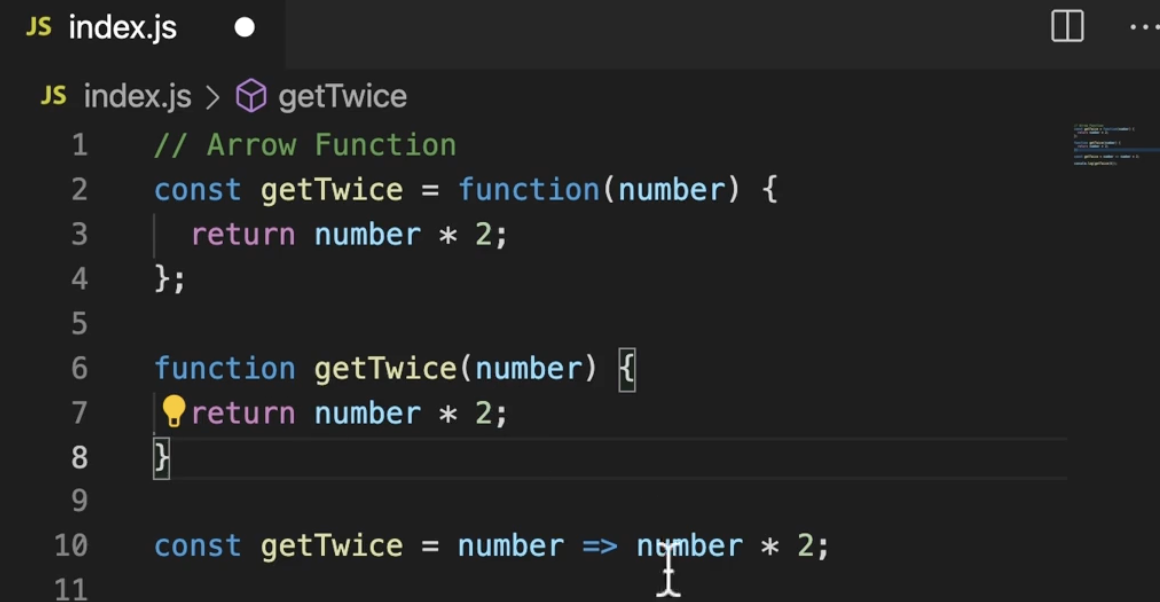 JS index.js
JS index.js > getTwice
1 // Arrow Function
2 const getTwice = function(number) {
3 return number * 2;
4 };
5
6 function getTwice(number) {
7 return number * 2;
8 }
9
10 const getTwice = number => number * 2;
11